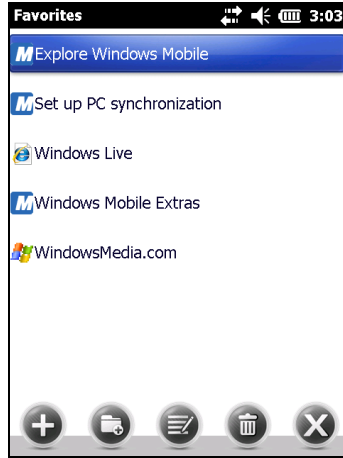 Favorites 3:03
Explore Windows Mobile
Set up PC synchronization
Windows Live
Windows Mobile Extras
WindowsMedia.com